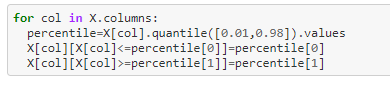 for col in X.columns:
  percentile=X[col].quantile([0.01,0.98]).values
  X[col][X[col]<=percentile[0]]=percentile[0]
  X[col][X[col]>=percentile[1]]=percentile[1]